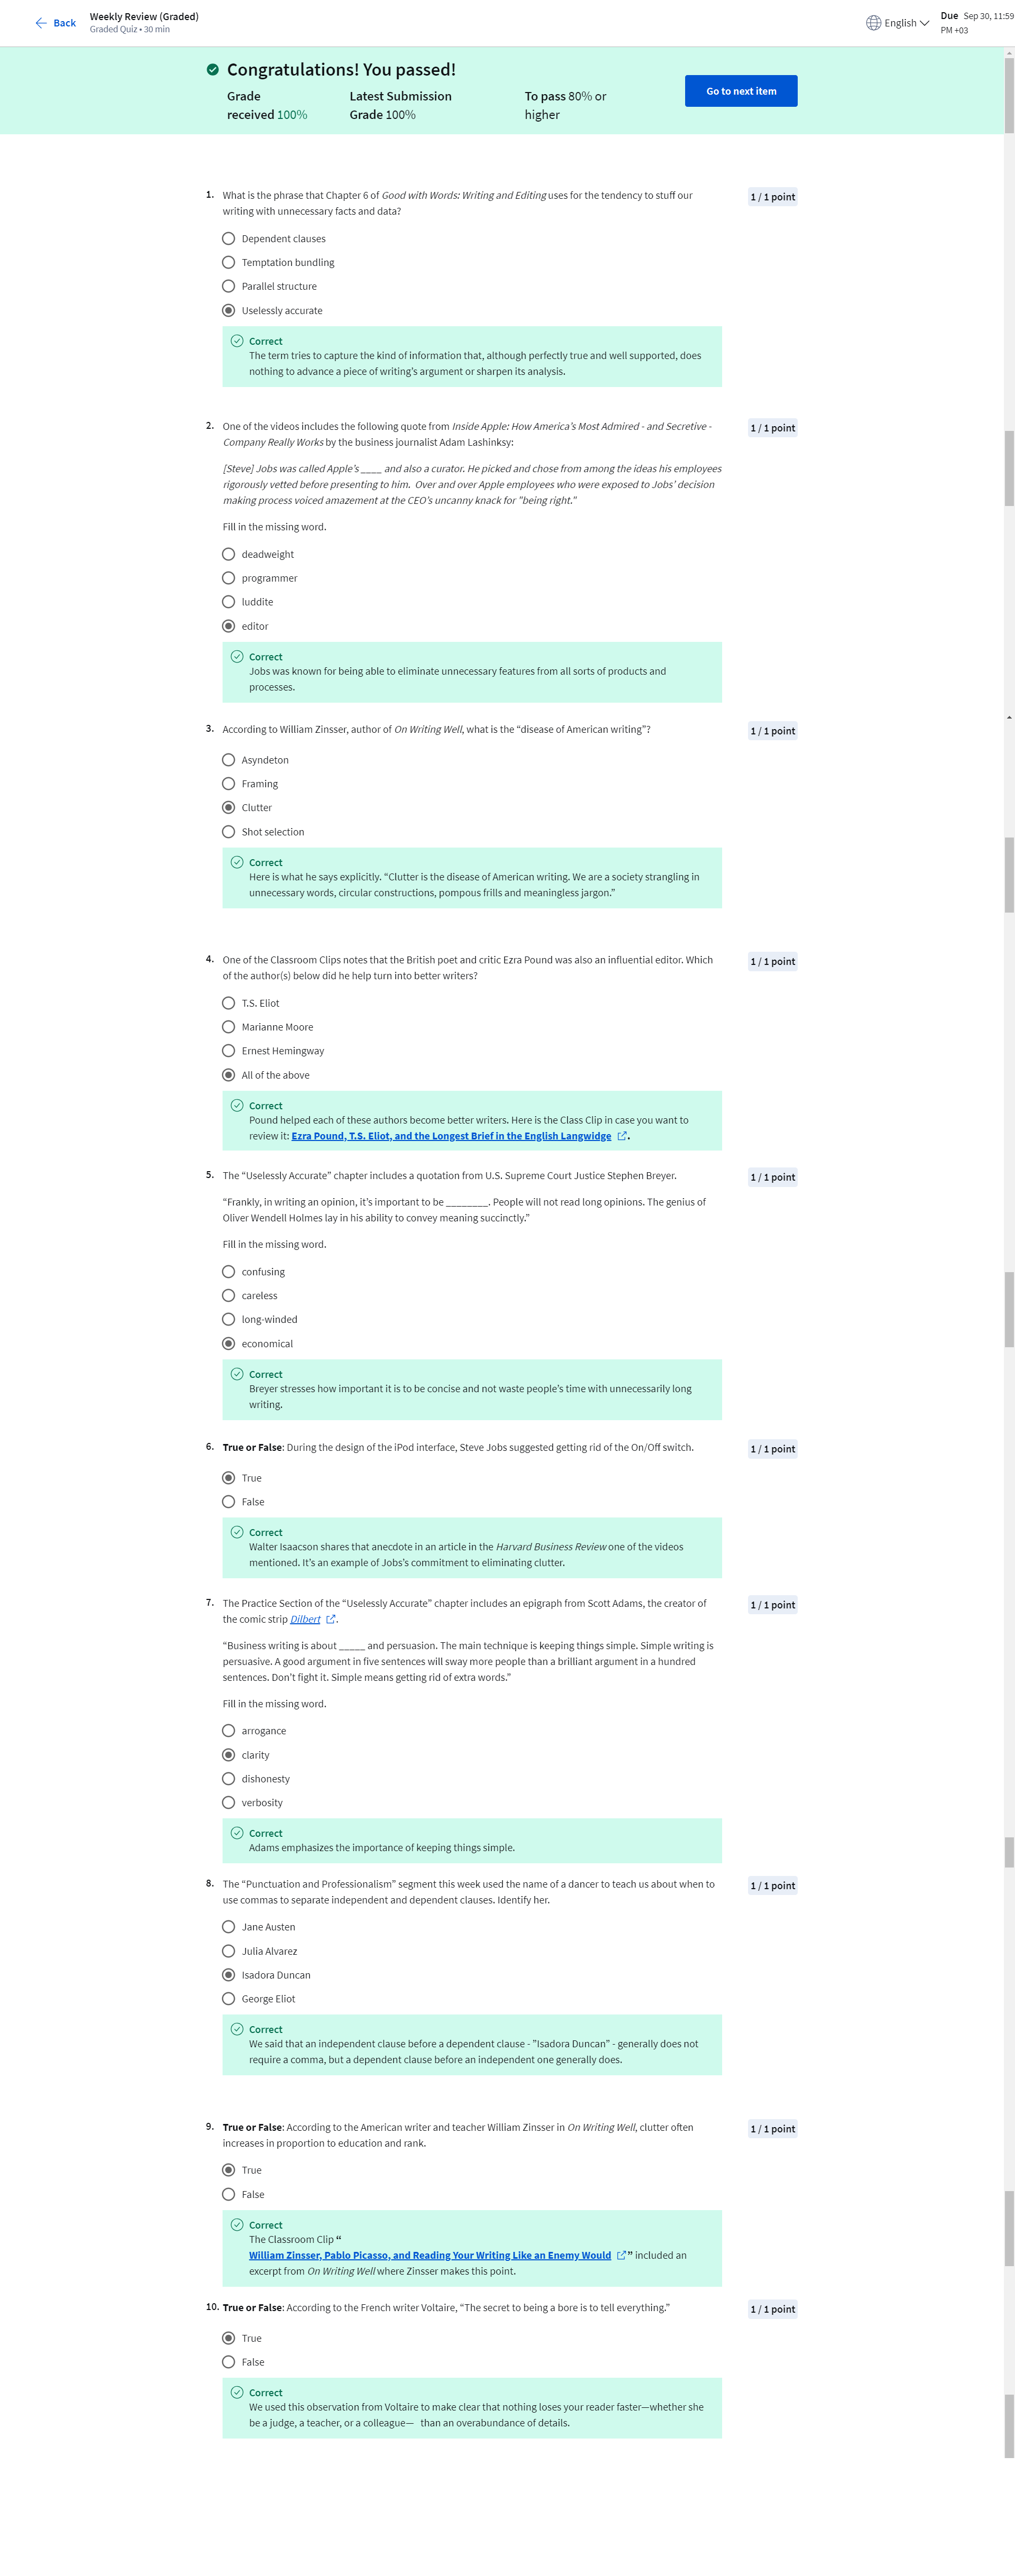 Back
Weekly Review (Graded)
Graded Quiz • 30 min
English
Due Sep 30, 11:59
PM +03
Congratulations! You passed!
Grade
received 100%
Latest Submission
Grade 100%
To pass 80% or
higher
Go to next item
1. What is the phrase that Chapter 6 of Good with Words: Writing and Editing uses for the tendency to stuff our
writing with unnecessary facts and data?
1 / 1 point
Dependent clauses
Temptation bundling
Parallel structure
Uselessly accurate
Correct
The term tries to capture the kind of information that, although perfectly true and well supported, does
nothing to advance a piece of writing’s argument or sharpen its analysis.
2. One of the videos includes the following quote from Inside Apple: How America’s Most Admired - and Secretive -
Company Really Works by the business journalist Adam Lashinksy:
1 / 1 point
[Steve] Jobs was called Apple’s ____ and also a curator. He picked and chose from among the ideas his employees
rigorously vetted before presenting to him. Over and over Apple employees who were exposed to Jobs’ decision
making process voiced amazement at the CEO’s uncanny knack for "being right."
Fill in the missing word.
deadweight
programmer
luddite
editor
Correct
Jobs was known for being able to eliminate unnecessary features from all sorts of products and
processes.
3. According to William Zinsser, author of On Writing Well, what is the “disease of American writing”?
1 / 1 point
Asyndeton
Framing
Clutter
Shot selection
Correct
Here is what he says explicitly. “Clutter is the disease of American writing. We are a society strangling in
unnecessary words, circular constructions, pompous frills and meaningless jargon.”
4. One of the Classroom Clips notes that the British poet and critic Ezra Pound was also an influential editor. Which
of the author(s) below did he help turn into better writers?
1 / 1 point
T.S. Eliot
Marianne Moore
Ernest Hemingway
All of the above
Correct
Pound helped each of these authors become better writers. Here is the Class Clip in case you want to
review it: Ezra Pound, T.S. Eliot, and the Longest Brief in the English Langwidge .
5. The “Uselessly Accurate” chapter includes a quotation from U.S. Supreme Court Justice Stephen Breyer.
1 / 1 point
“Frankly, in writing an opinion, it’s important to be ________. People will not read long opinions. The genius of
Oliver Wendell Holmes lay in his ability to convey meaning succinctly.”
Fill in the missing word.
confusing
careless
long-winded
economical
Correct
Breyer stresses how important it is to be concise and not waste people’s time with unnecessarily long
writing.
6. True or False: During the design of the iPod interface, Steve Jobs suggested getting rid of the On/Off switch.
1 / 1 point
True
False
Correct
Walter Isaacson shares that anecdote in an article in the Harvard Business Review one of the videos
mentioned. It’s an example of Jobs’s commitment to eliminating clutter.
7. The Practice Section of the “Uselessly Accurate” chapter includes an epigraph from Scott Adams, the creator of
the comic strip Dilbert .
1 / 1 point
“Business writing is about _____ and persuasion. The main technique is keeping things simple. Simple writing is
persuasive. A good argument in five sentences will sway more people than a brilliant argument in a hundred
sentences. Don’t fight it. Simple means getting rid of extra words.”
Fill in the missing word.
arrogance
clarity
dishonesty
verbosity
Correct
Adams emphasizes the importance of keeping things simple.
8. The “Punctuation and Professionalism” segment this week used the name of a dancer to teach us about when to
use commas to separate independent and dependent clauses. Identify her.
1 / 1 point
Jane Austen
Julia Alvarez
Isadora Duncan
George Eliot
Correct
We said that an independent clause before a dependent clause - "Isadora Duncan" - generally does not
require a comma, but a dependent clause before an independent one generally does.
9. True or False: According to the American writer and teacher William Zinsser in On Writing Well, clutter often
increases in proportion to education and rank.
1 / 1 point
True
False
Correct
The Classroom Clip “
William Zinsser, Pablo Picasso, and Reading Your Writing Like an Enemy Would ” included an
excerpt from On Writing Well where Zinsser makes this point.
10. True or False: According to the French writer Voltaire, “The secret to being a bore is to tell everything.”
1 / 1 point
True
False
Correct
We used this observation from Voltaire to make clear that nothing loses your reader faster—whether she
be a judge, a teacher, or a colleague— than an overabundance of details.